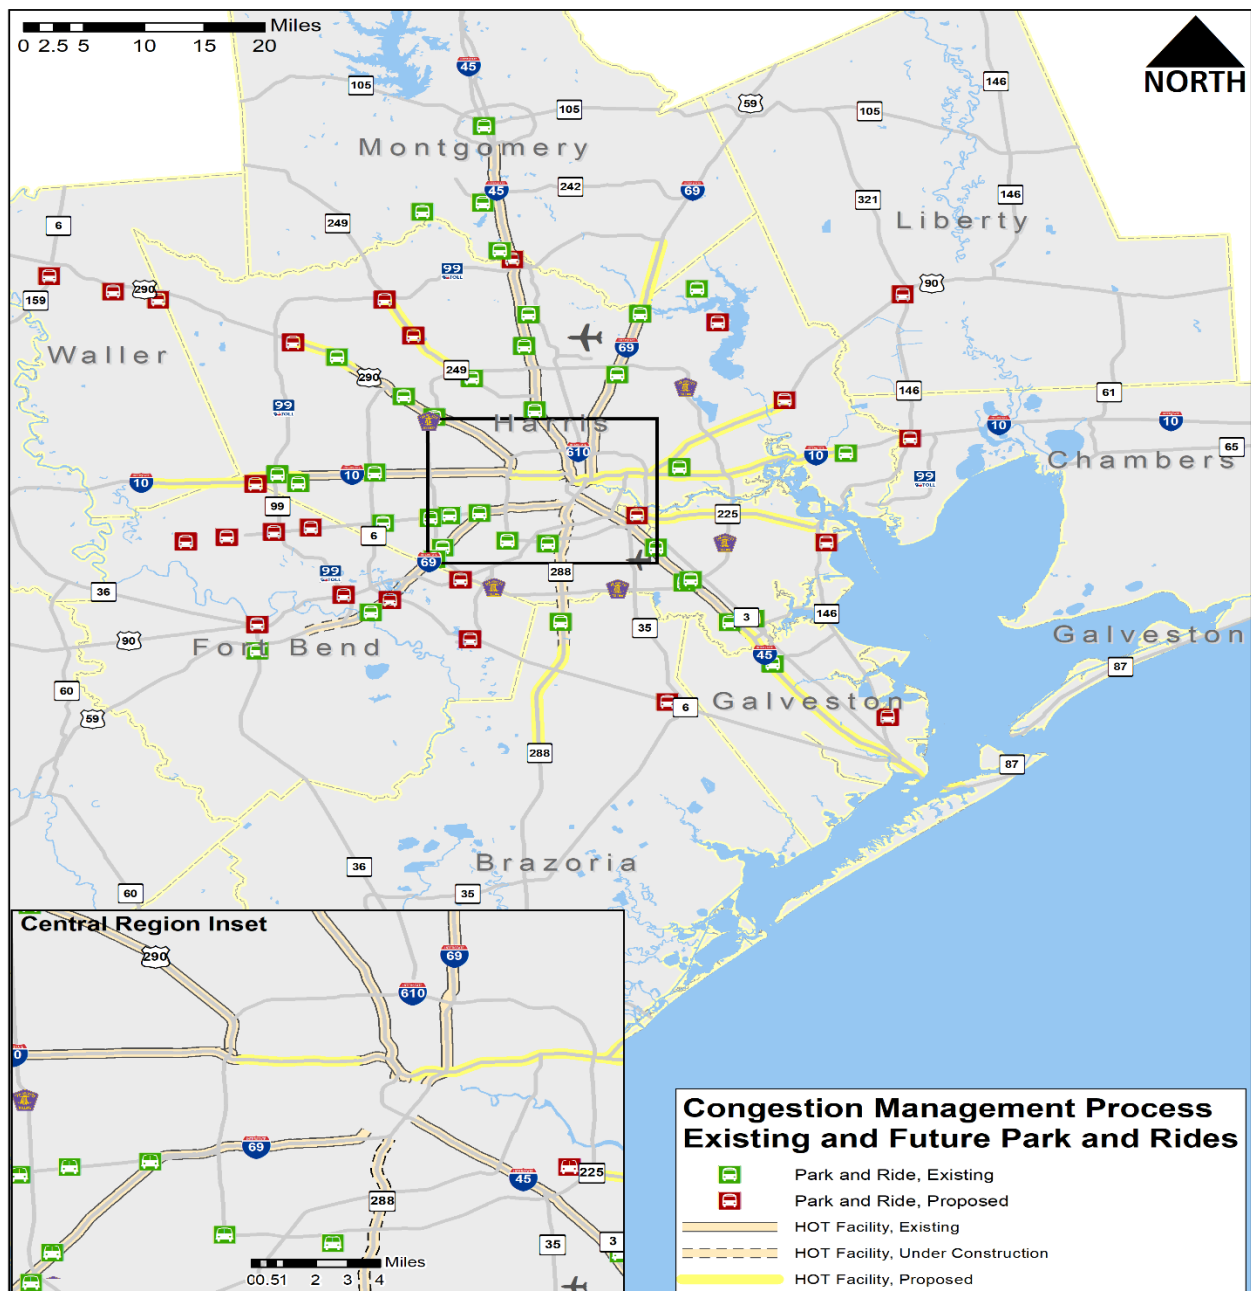 Miles
0 2.5 5 10 15 20
NORTH
45
105
105
59
105
146
Montgomery
45
242
69
146
321
Liberty
6
249
99
TOLL
290
159
90
Waller
69
290
249
99
TOLL
146
61
Harris
610
10
10
65
Chambers
10
10
99
TOLL
99
225
6
69
288
99
TOLL
36
3
146
35
90
Fort Bend
Galveston
45
87
60
59
Galveston
6
288
87
Brazoria
36
60
35
Central Region Inset
290
69
610
0
69
225
45
288
35
3
Miles
0 0.5 1 2 3 4
Congestion Management Process
Existing and Future Park and Rides
Park and Ride, Existing
Park and Ride, Proposed
HOT Facility, Existing
HOT Facility, Under Construction
HOT Facility, Proposed